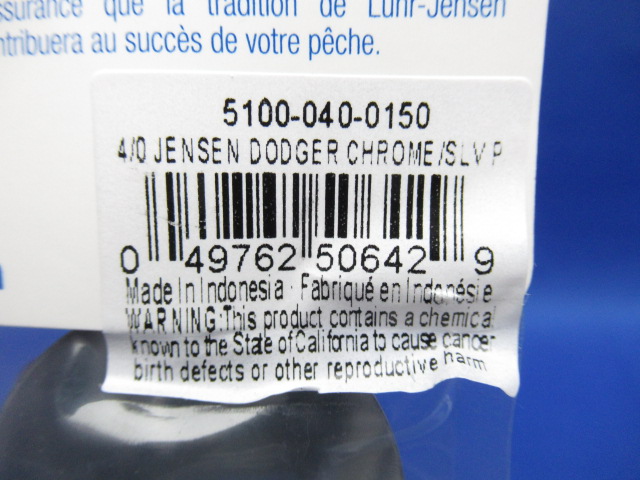 assurance que la tradition de Luhr-Jensen
ntribuera au succès de votre pêche.
5100-040-0150
4/0 JENSEN DODGER CHROME/SLV P
0 49762 50642 9
Made In Indonesia · Fabriqué en Indonésie
WARNING:This product contains a chemical
known to the State of California to cause cancer
birth defects or other reproductive harm